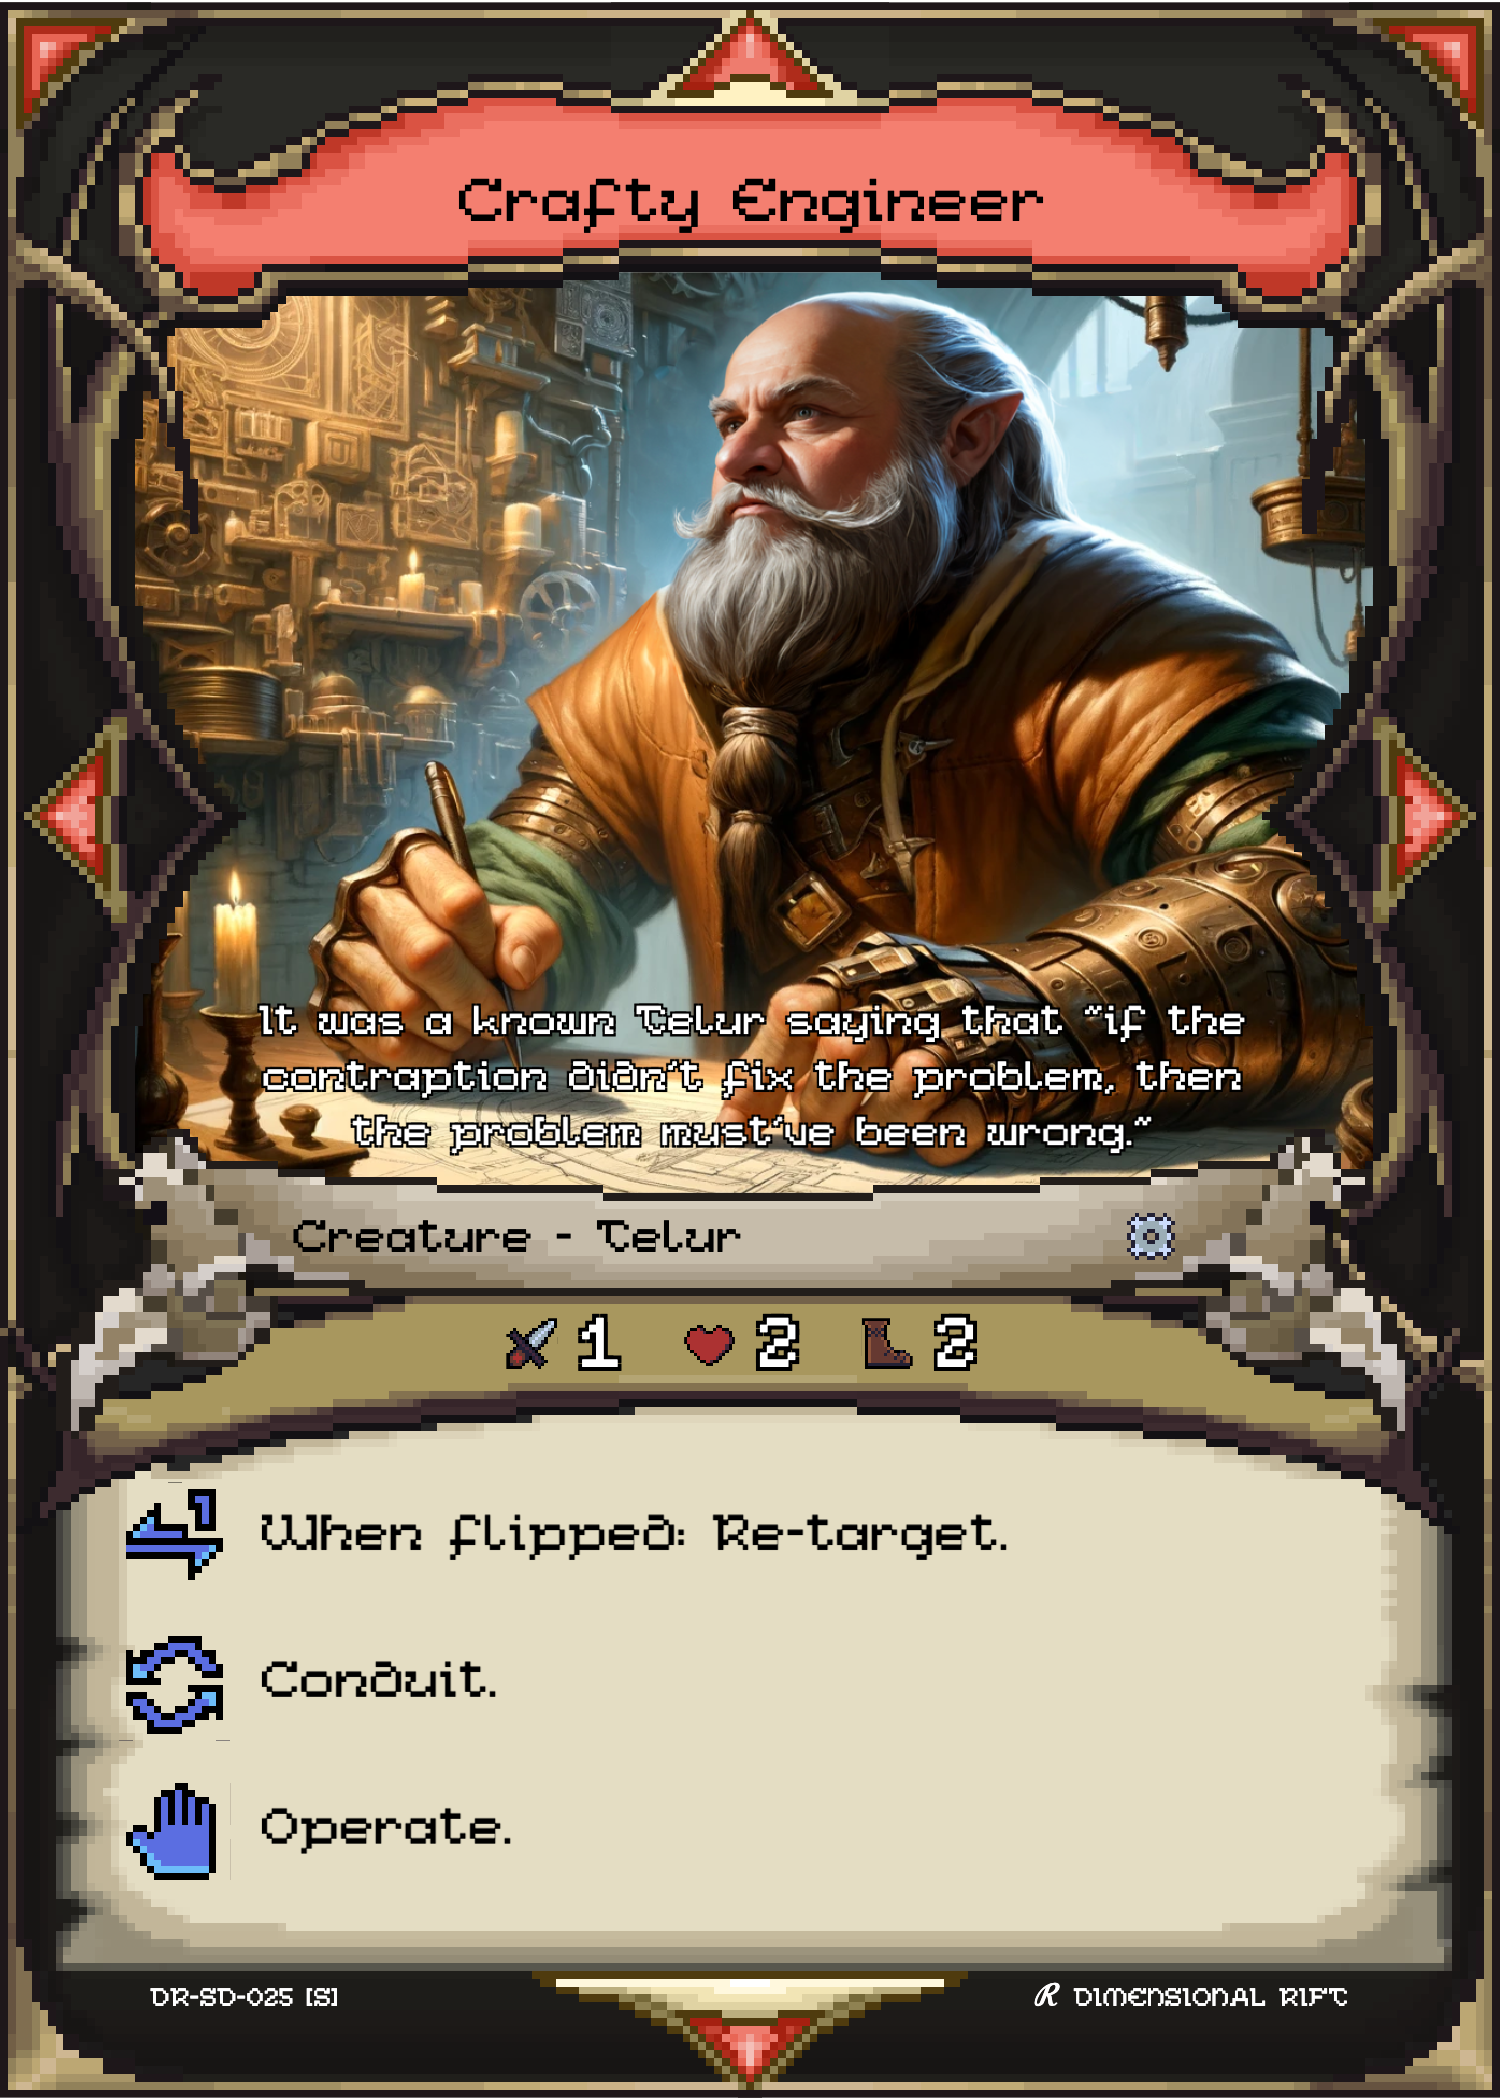 Crafty Engineer
It was a known Telur saying that "if the
contraption didn't fix the problem, then
the problem must've been wrong."
Creature - Telur
1 2 2
When flipped: Re-target.
Conduit.
Operate.
DR-SD-025 [S]
R DIMENSIONAL RIFT